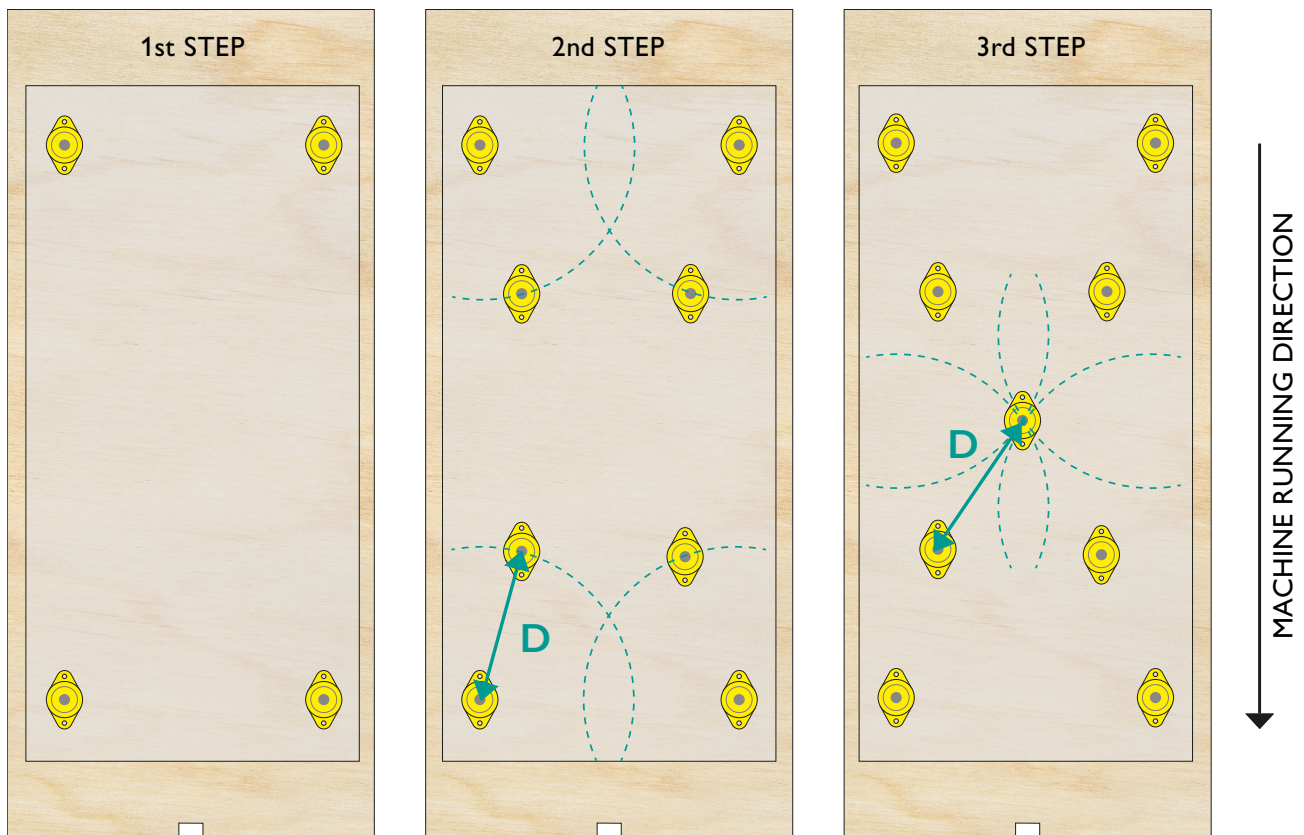 1st STEP
2nd STEP
3rd STEP
D
D
MACHINE RUNNING DIRECTION